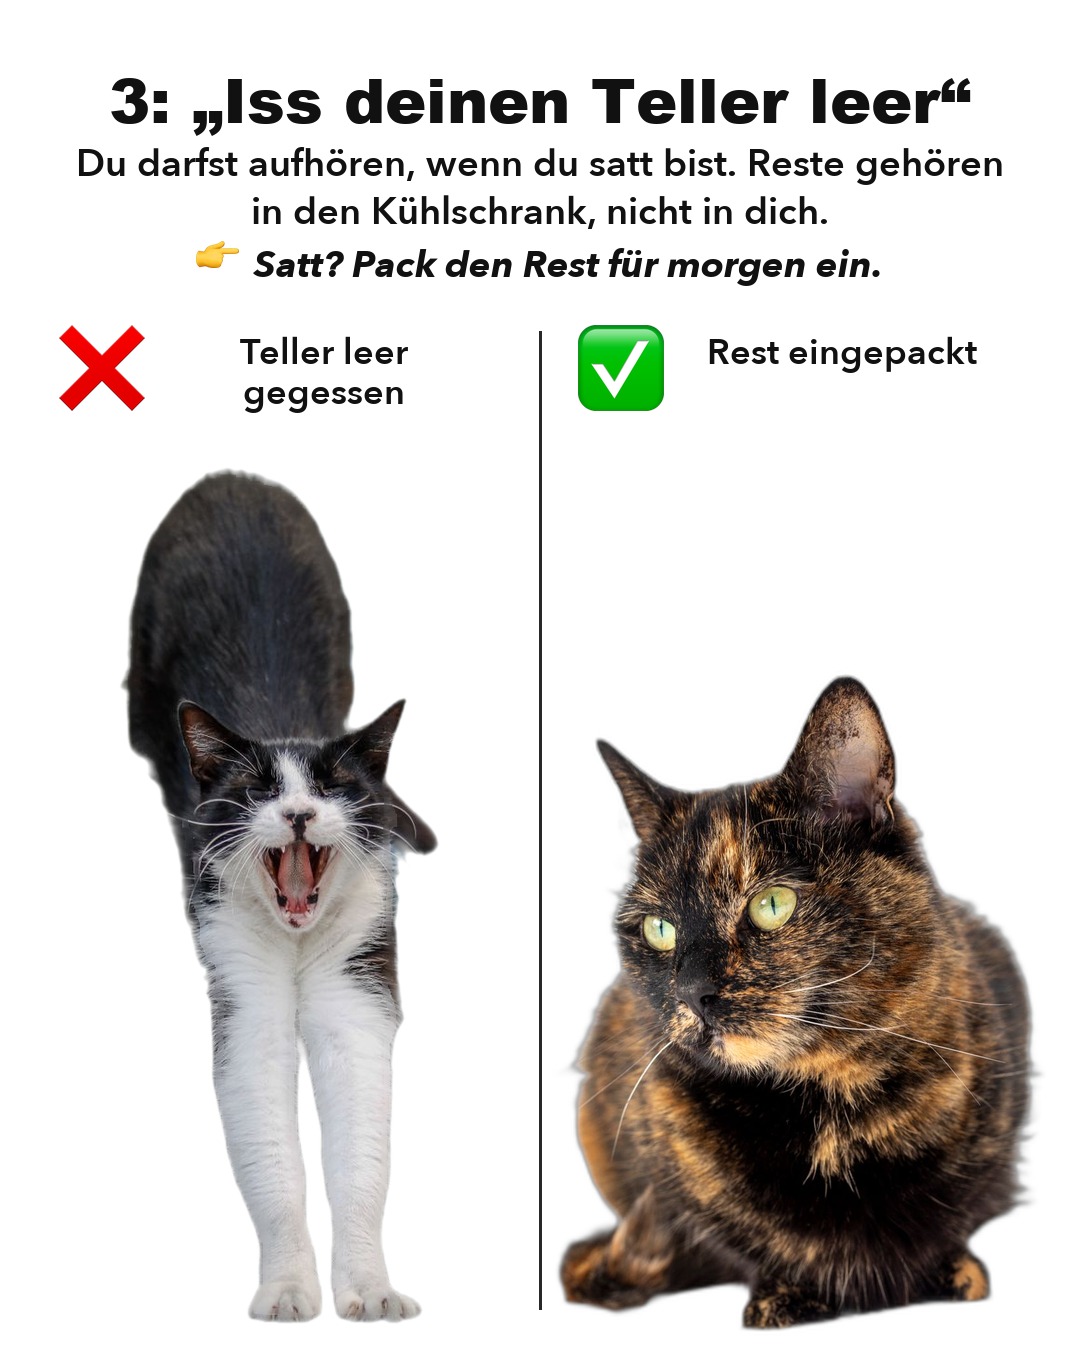 3: „Iss deinen Teller leer“
Du darfst aufhören, wenn du satt bist. Reste gehören
in den Kühlschrank, nicht in dich.
👉 Satt? Pack den Rest für morgen ein.
❌ Teller leer
gegessen
✅ Rest eingepackt